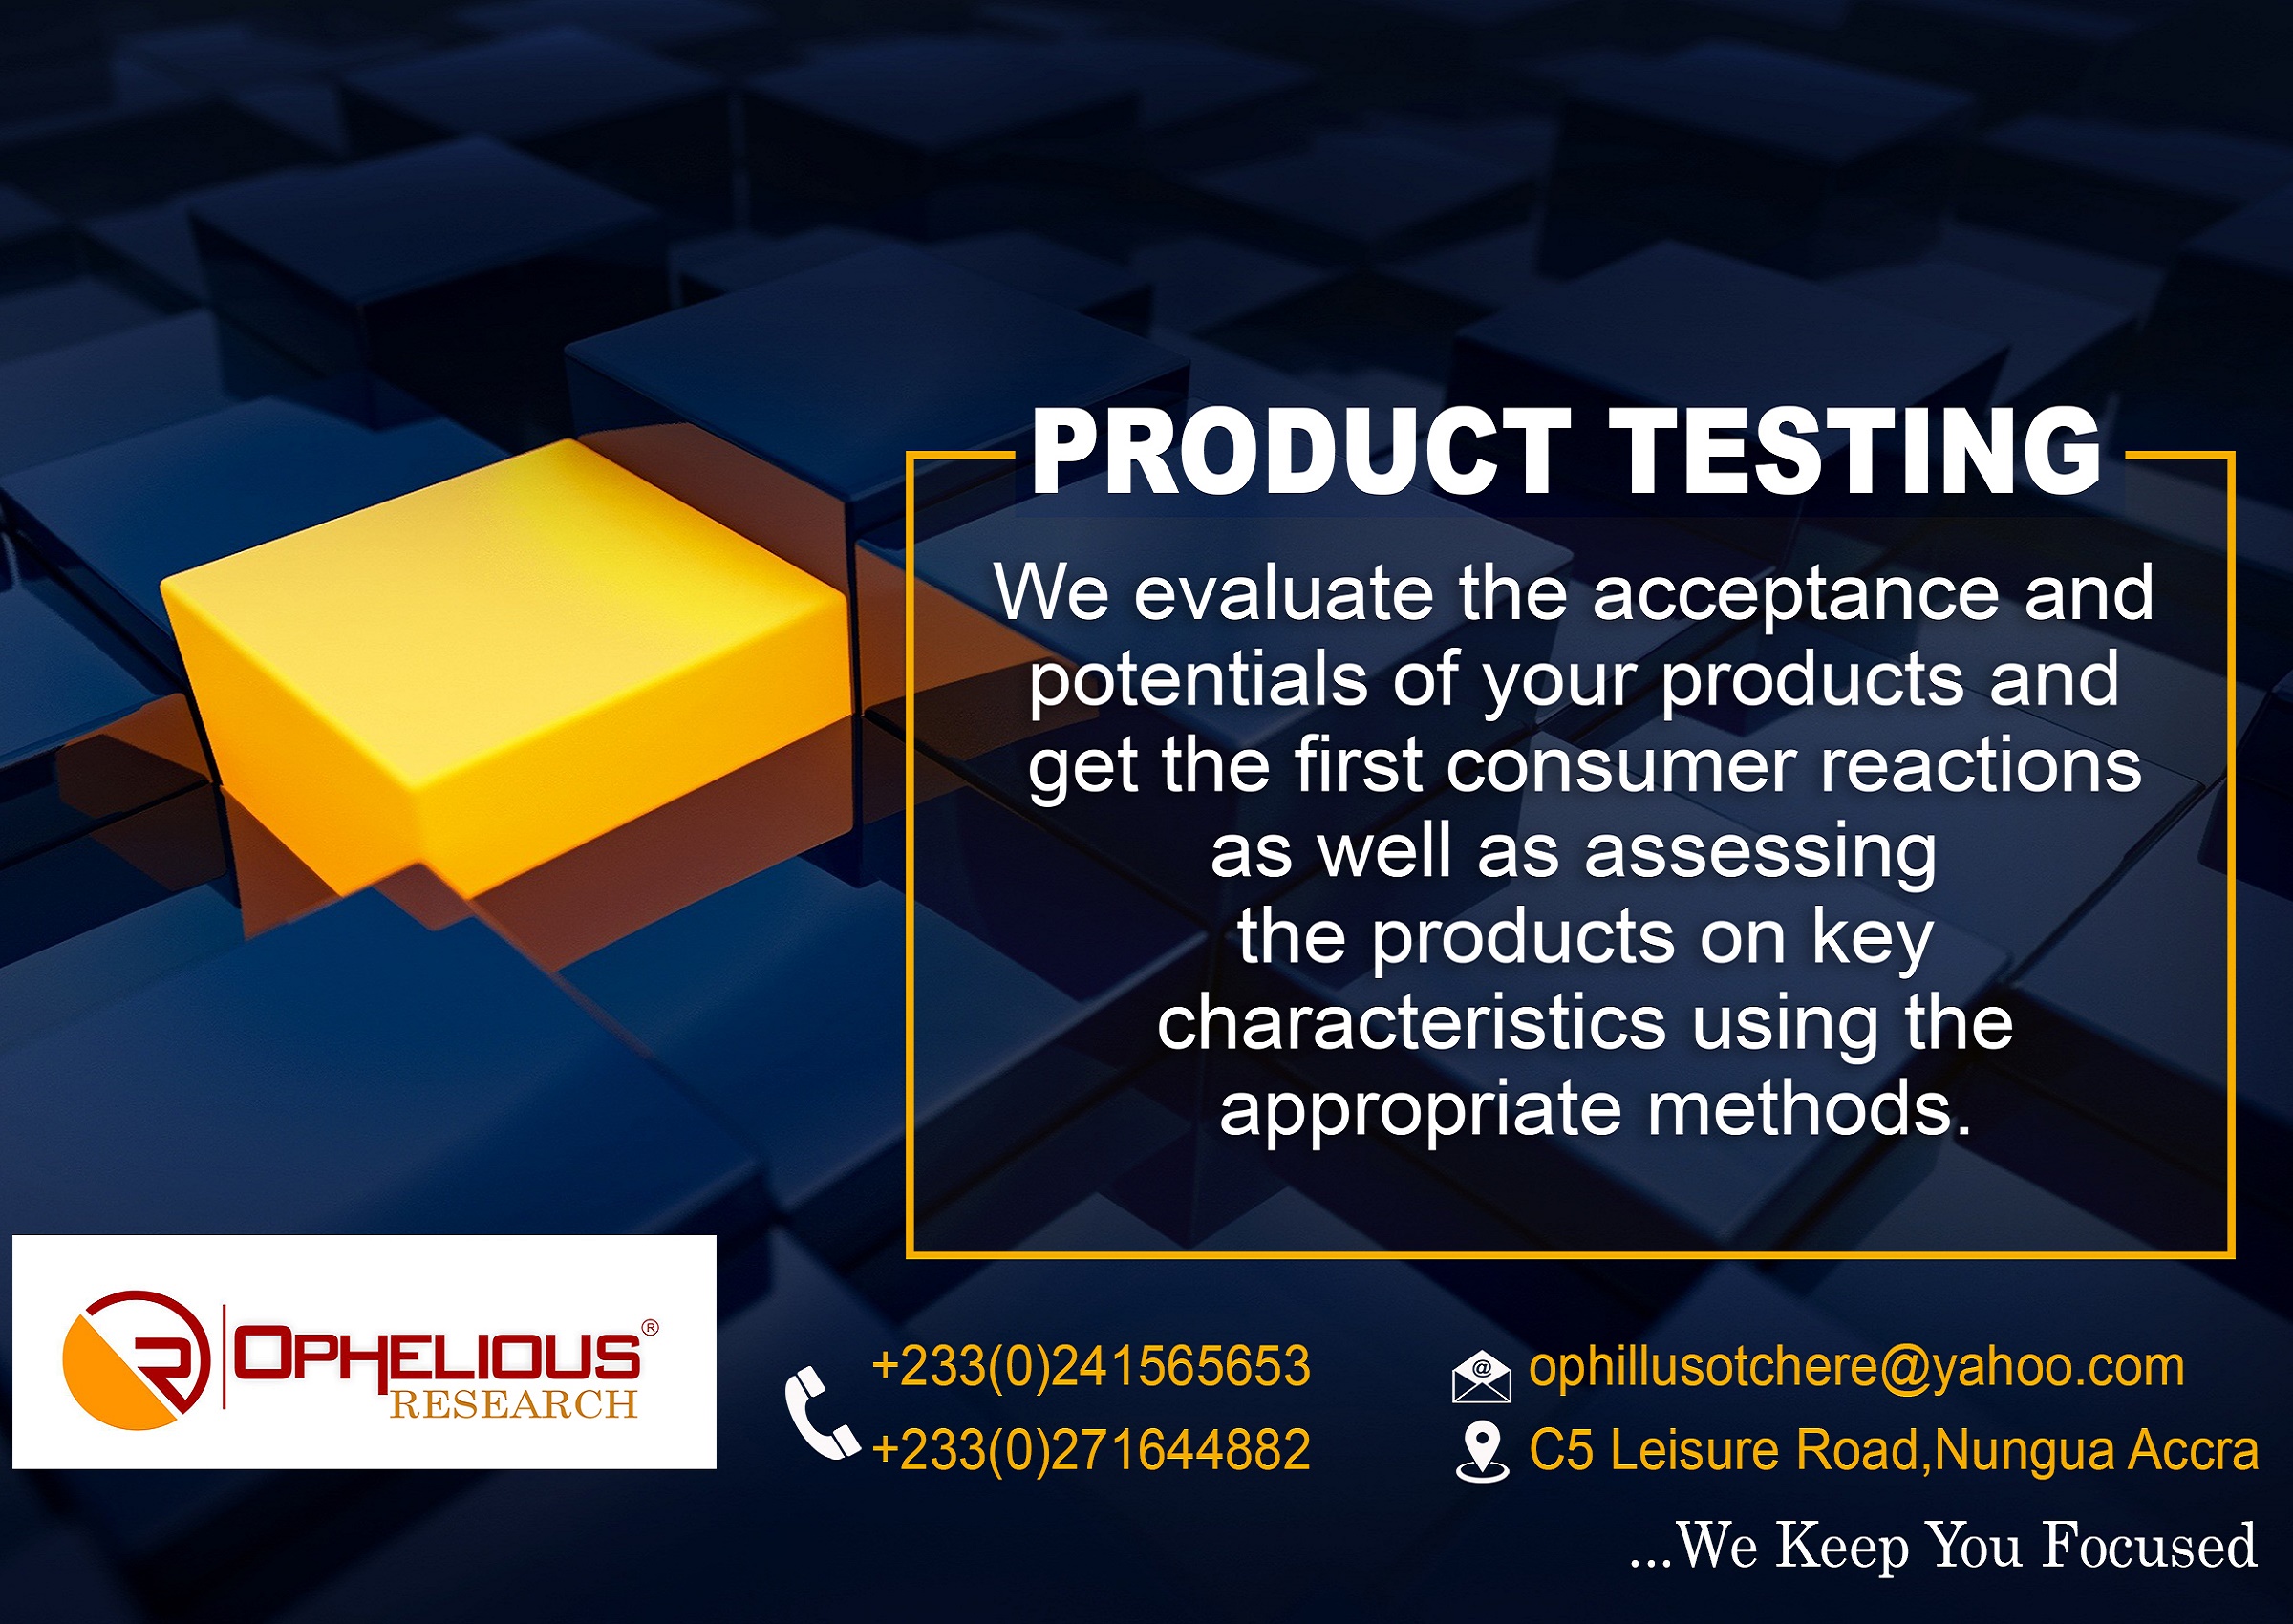 PRODUCT TESTING
We evaluate the acceptance and
potentials of your products and
get the first consumer reactions
as well as assessing
the products on key
characteristics using the
appropriate methods.
R OPHELIOUS®
RESEARCH
+233(0)241565653
+233(0)271644882
@ ophillusotchere@yahoo.com
C5 Leisure Road,Nungua Accra
...We Keep You Focused